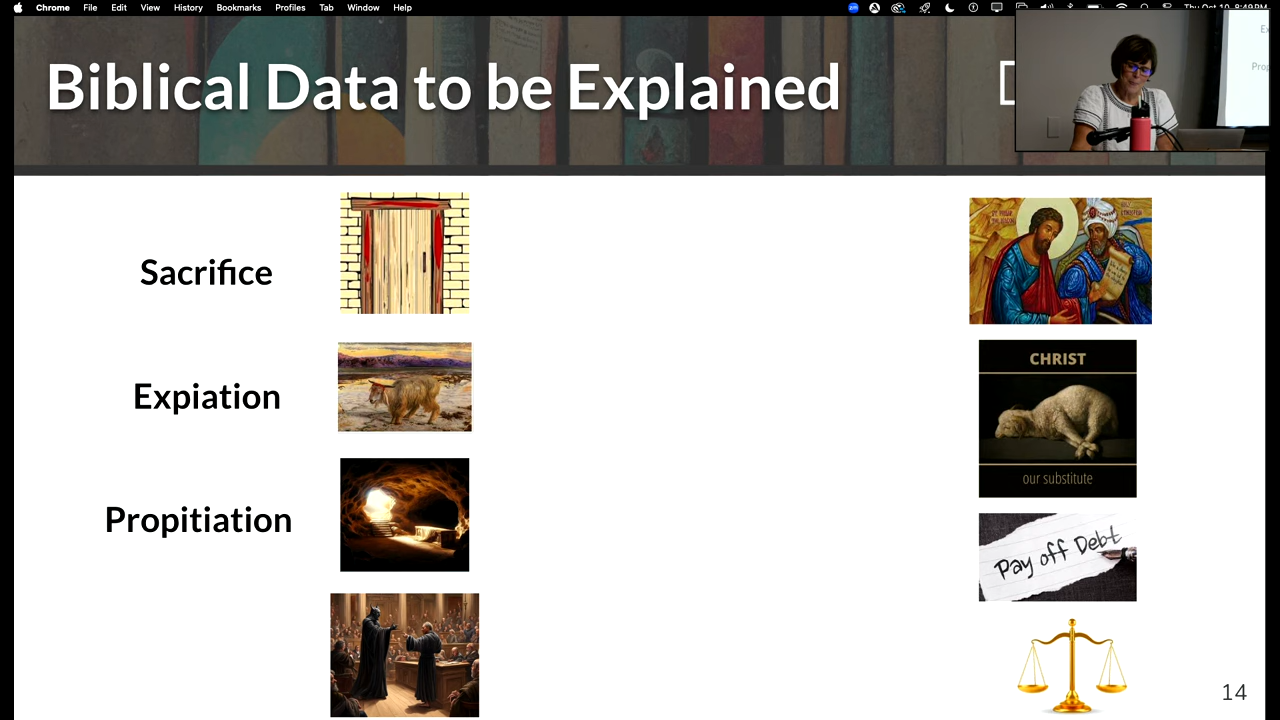 Chrome File Edit View History Bookmarks Profiles Tab Window Help
Biblical Data to be Explained
Sacrifice
Expiation
Propitiation
CHRIST
our substitute
Pay off Debt
14